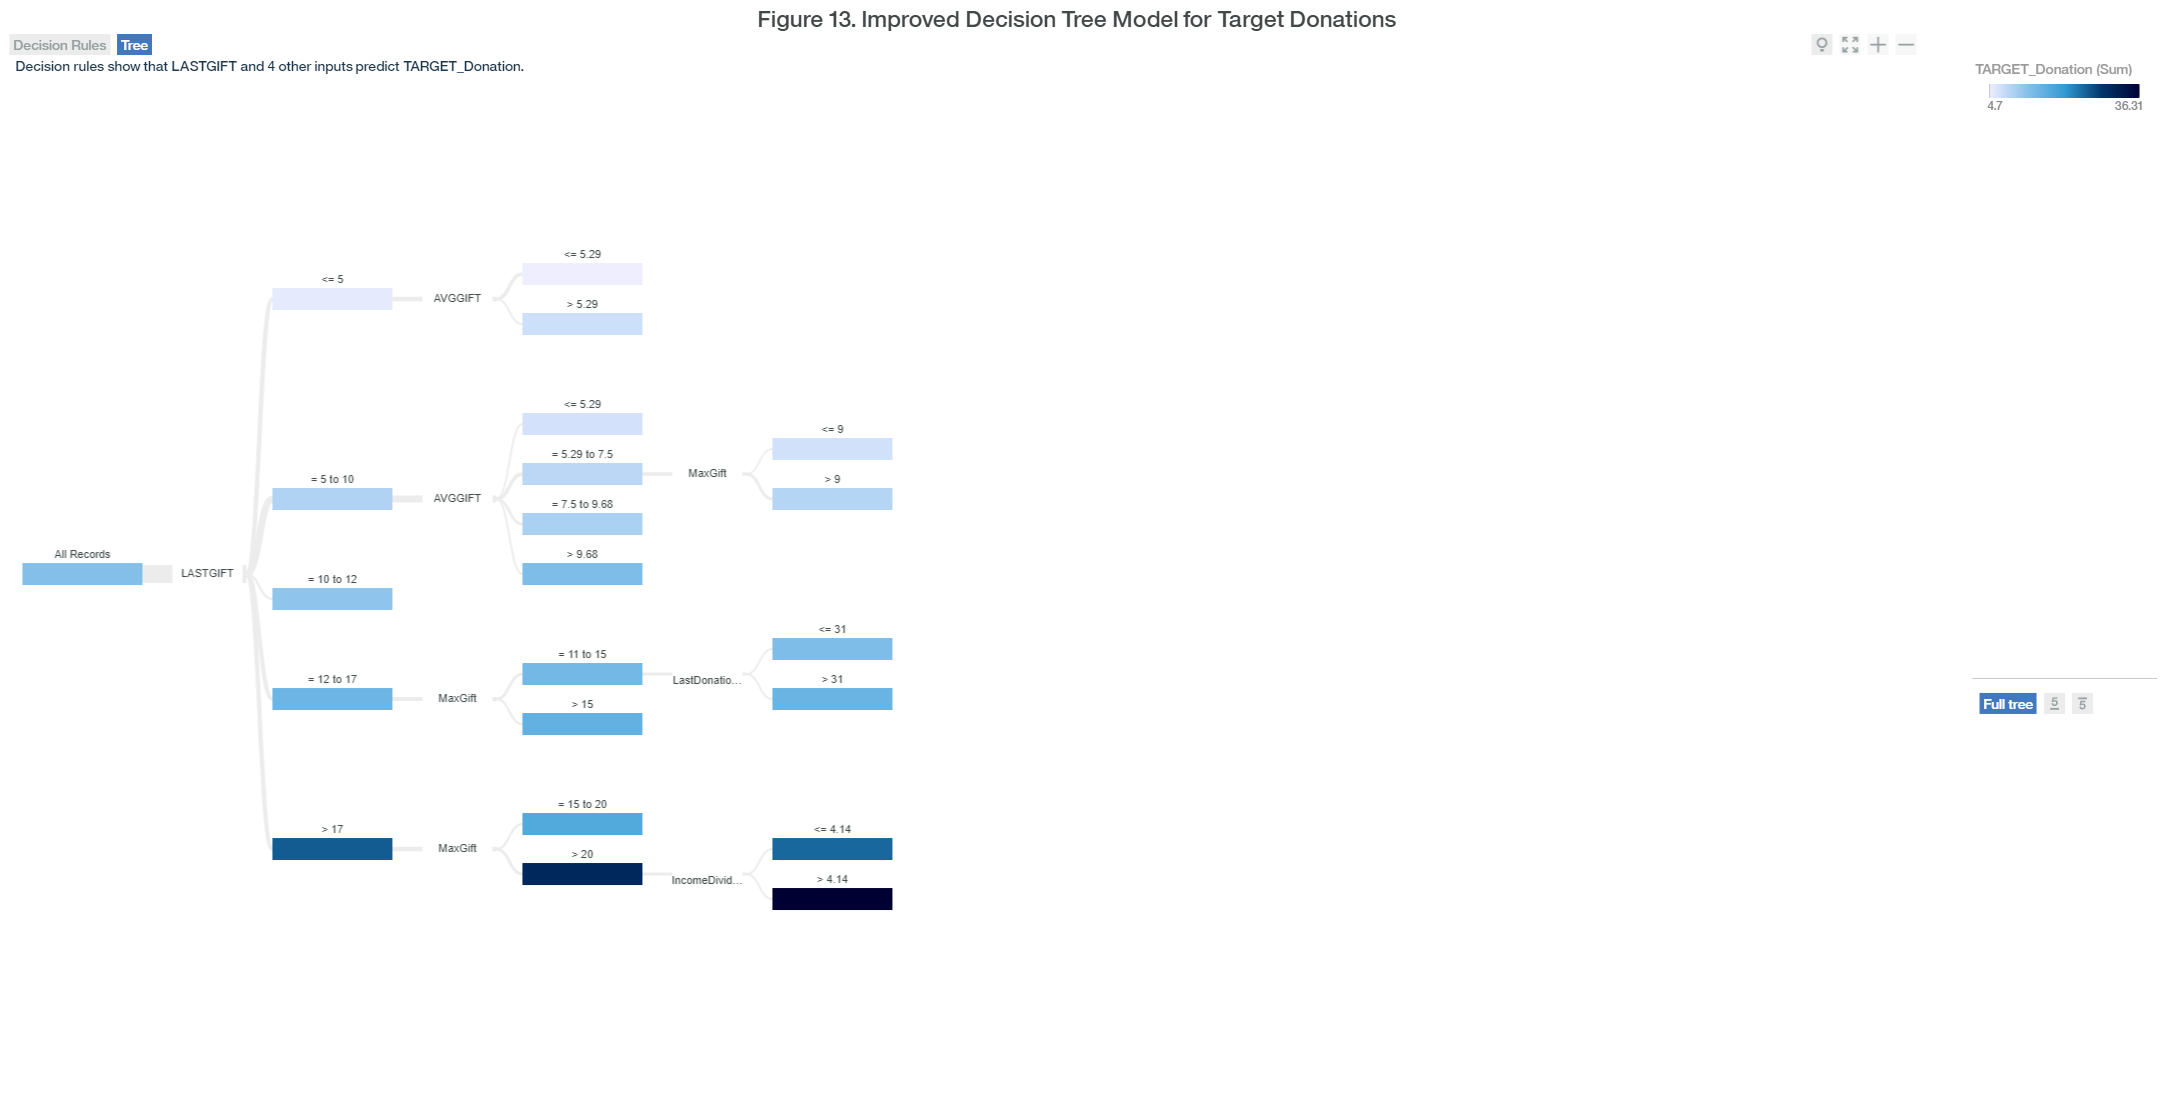 Figure 13. Improved Decision Tree Model for Target Donations
Decision Rules
Tree
Decision rules show that LASTGIFT and 4 other inputs predict TARGET_Donation.
TARGET_Donation (Sum)
4.7
36.31
All Records
LASTGIFT
<= 5
AVGGIFT
<= 5.29
> 5.29
= 5 to 10
AVGGIFT
<= 5.29
= 5.29 to 7.5
MaxGift
<= 9
> 9
= 7.5 to 9.68
> 9.68
= 10 to 12
= 12 to 17
MaxGift
= 11 to 15
LastDonatio...
<= 31
> 31
> 15
> 17
MaxGift
= 15 to 20
> 20
IncomeDivid...
<= 4.14
> 4.14
Full tree
5
5